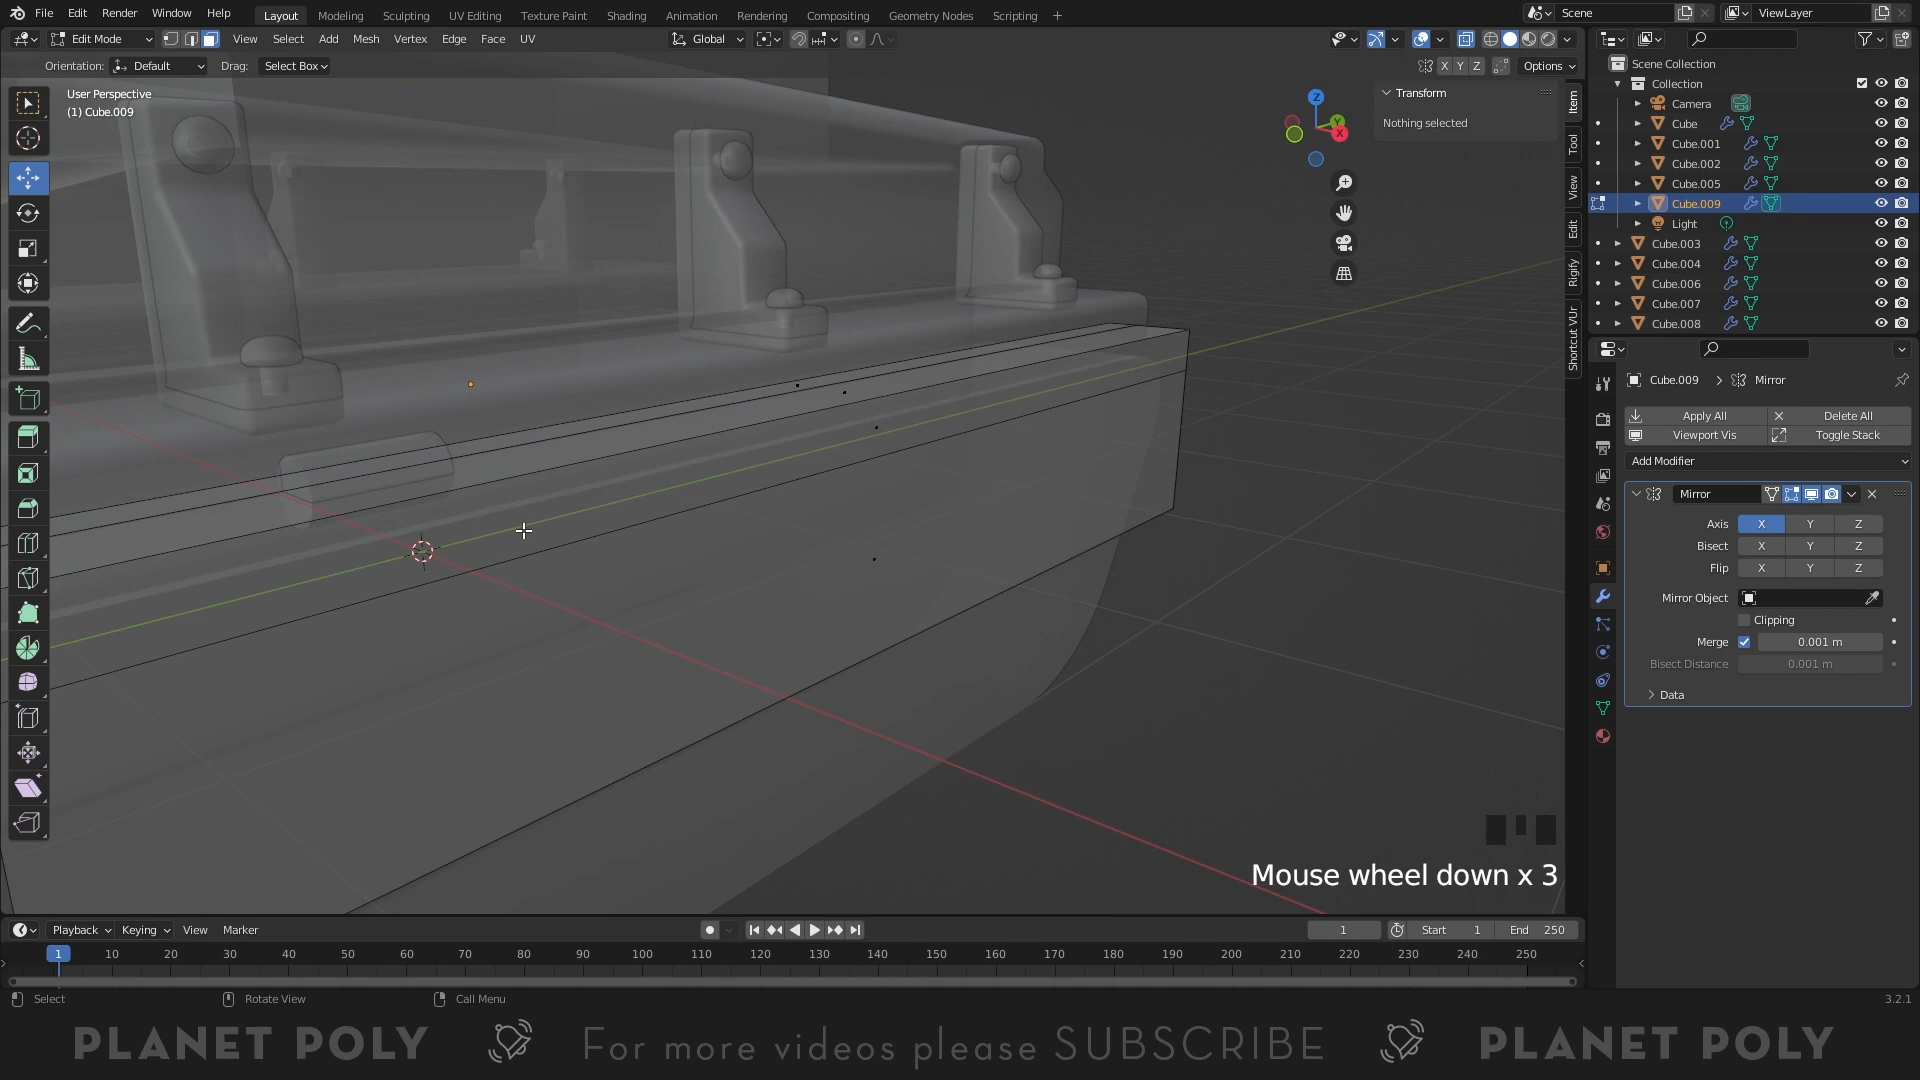 File Edit Render Window Help Layout Modeling Sculpting UV Editing Texture Paint Shading Animation Rendering Compositing Geometry Nodes Scripting Scene ViewLayer
Edit Mode View Select Add Mesh Vertex Edge Face UV Global
Orientation: Default Drag: Select Box X Y Z Options
User Perspective
(1) Cube.009
Z
Y
X
Transform
Nothing selected
Item
Tool
View
Edit
Rigify
Shortcut VUr
Scene Collection
Collection
Camera
Cube
Cube.001
Cube.002
Cube.005
Cube.009
Light
Cube.003
Cube.004
Cube.006
Cube.007
Cube.008
Cube.009 Mirror
Apply All Delete All
Viewport Vis Toggle Stack
Add Modifier
Mirror
Axis X Y Z
Bisect X Y Z
Flip X Y Z
Mirror Object
Clipping
Merge 0.001 m
Bisect Distance 0.001 m
Data
Mouse wheel down x 3
Playback Keying View Marker 1 Start 1 End 250
1 10 20 30 40 50 60 70 80 90 100 110 120 130 140 150 160 170 180 190 200 210 220 230 240 250
Select Rotate View Call Menu 3.2.1
PLANET POLY For more videos please SUBSCRIBE PLANET POLY